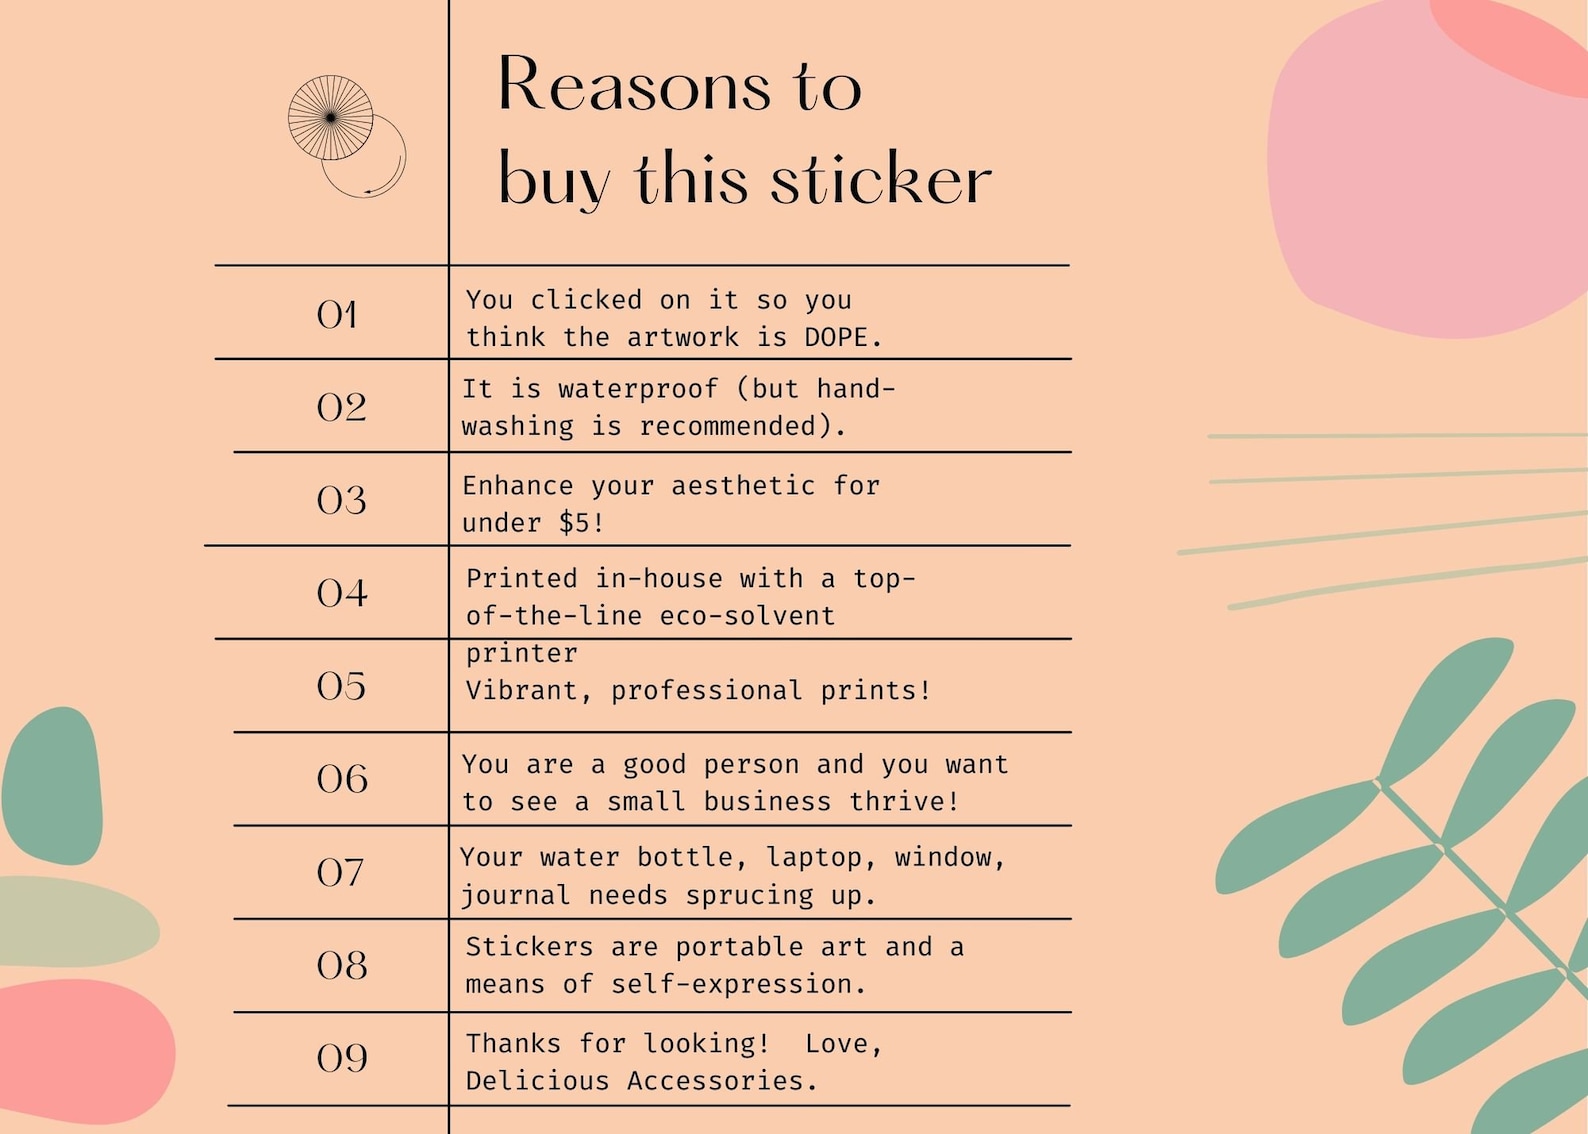 Reasons to
buy this sticker
01
You clicked on it so you
think the artwork is DOPE.
02
It is waterproof (but hand-
washing is recommended).
03
Enhance your aesthetic for
under $5!
04
Printed in-house with a top-
of-the-line eco-solvent
printer
05
Vibrant, professional prints!
06
You are a good person and you want
to see a small business thrive!
07
Your water bottle, laptop, window,
journal needs sprucing up.
08
Stickers are portable art and a
means of self-expression.
09
Thanks for looking!  Love,
Delicious Accessories.